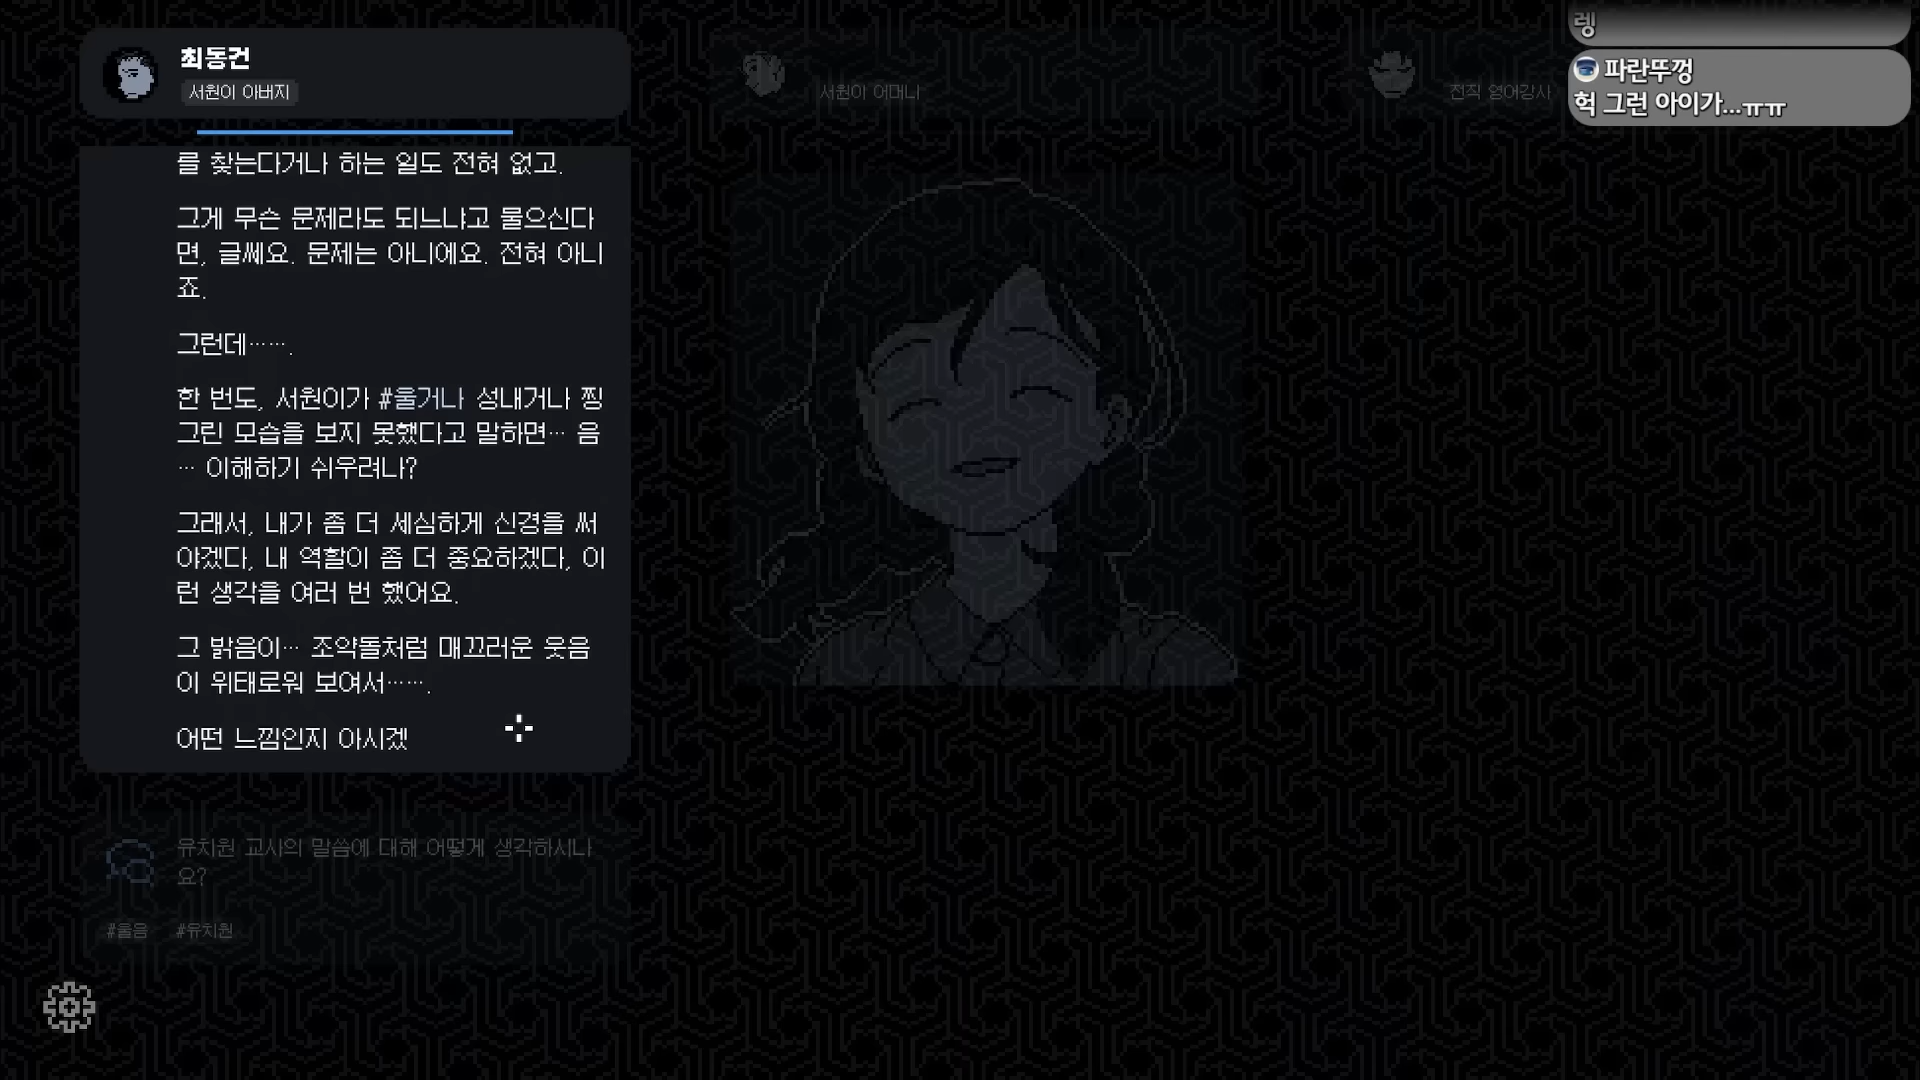 최동건
서원이 아버지
를 찾는다거나 하는 일도 전혀 없고.
그게 무슨 문제라도 되느냐고 물으신다
면, 글쎄요. 문제는 아니에요. 전혀 아니
죠.
그런데…….
한 번도, 서원이가 #울거나 성내거나 찡
그린 모습을 보지 못했다고 말하면… 음
… 이해하기 쉬우려나?
그래서, 내가 좀 더 세심하게 신경을 써
야겠다, 내 역할이 좀 더 중요하겠다, 이
런 생각을 여러 번 했어요.
그 밝음이… 조약돌처럼 매끄러운 웃음
이 위태로워 보여서…….
어떤 느낌인지 아시겠
유치원 교사의 말씀에 대해 어떻게 생각하시나
요?
#울음 #유치원
서원이 어머니
전직 영어강사
렝
파란뚜껑
헉 그런 아이가...ㅠㅠ